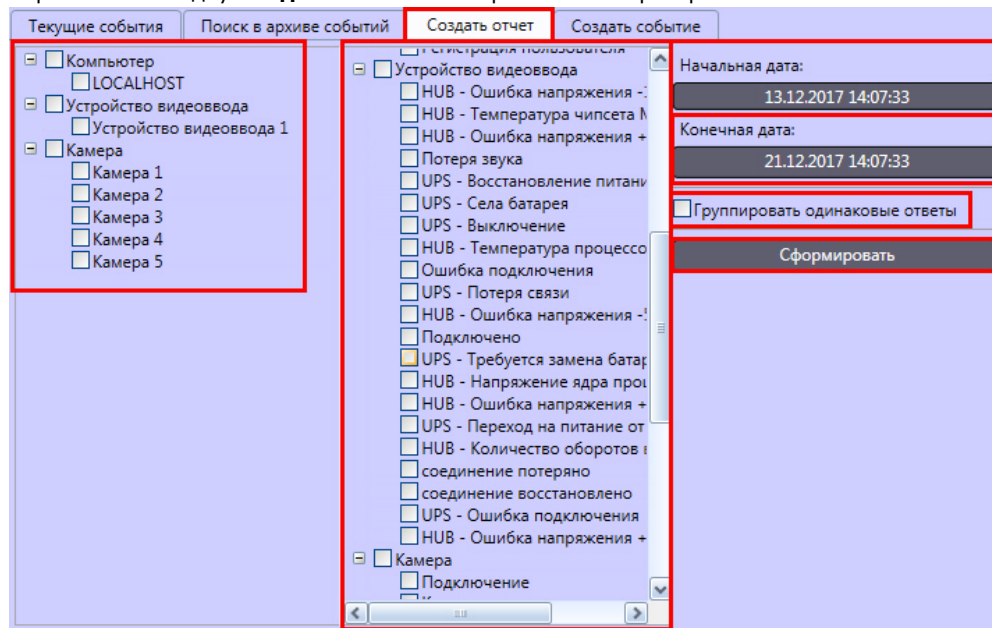 Текущие события
Поиск в архиве событий
Создать отчет
Создать событие
Компьютер
LOCALHOST
Устройство видеоввода
Устройство видеоввода 1
Камера
Камера 1
Камера 2
Камера 3
Камера 4
Камера 5
Регистрация пользователя
Устройство видеоввода
HUB - Ошибка напряжения -
HUB - Температура чипсета
HUB - Ошибка напряжения +
Потеря звука
UPS - Восстановление
UPS - Села батарея
UPS - Выключение
HUB - Температура
Ошибка подключения
UPS - Потеря связи
HUB - Ошибка напряжения -
Подключено
UPS - Требуется замена
HUB - Напряжение ядра
HUB - Ошибка напряжения +
UPS - Переход на питание от
HUB - Количество оборотов
соединение потеряно
соединение восстановлено
UPS - Ошибка подключения
HUB - Ошибка напряжения +
Камера
Подключение
Начальная дата:
13.12.2017 14:07:33
Конечная дата:
21.12.2017 14:07:33
Группировать одинаковые ответы
Сформировать